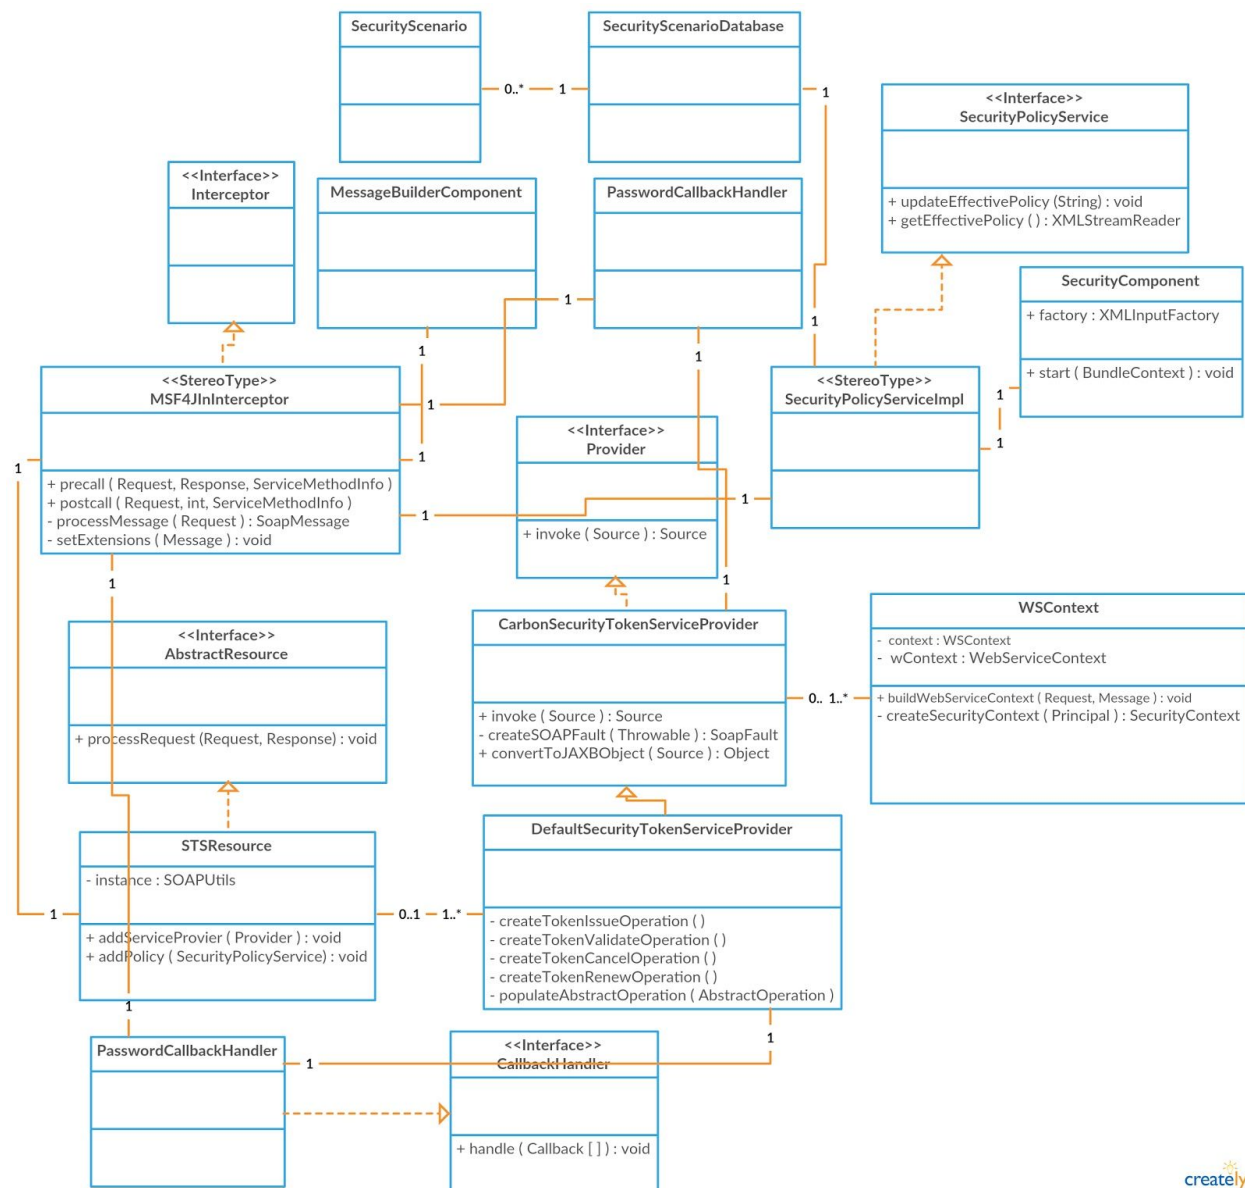 SecurityScenario
0..*
1
SecurityScenarioDatabase
1
<<Interface>>
SecurityPolicyService
+ updateEffectivePolicy (String) : void
+ getEffectivePolicy ( ) : XMLStreamReader
<<Interface>>
Interceptor
MessageBuilderComponent
PasswordCallbackHandler
SecurityComponent
+ factory : XMLInputFactory
+ start ( BundleContext ) : void
1
1
1
1
<<StereoType>>
MSF4JInInterceptor
+ precall ( Request, Response, ServiceMethodInfo )
+ postcall ( Request, int, ServiceMethodInfo )
- processMessage ( Request ) : SoapMessage
- setExtensions ( Message ) : void
1
1
1
1
1
<<StereoType>>
SecurityPolicyServiceImpl
1
1
<<Interface>>
Provider
+ invoke ( Source ) : Source
1
1
<<Interface>>
AbstractResource
+ processRequest (Request, Response) : void
CarbonSecurityTokenServiceProvider
+ invoke ( Source ) : Source
- createSOAPFault ( Throwable ) : SoapFault
+ convertToJAXBObject ( Source ) : Object
0..
1..*
WSContext
- context : WSContext
- wContext : WebServiceContext
+ buildWebServiceContext ( Request, Message ) : void
- createSecurityContext ( Principal ) : SecurityContext
STSResource
- instance : SOAPUtils
+ addServiceProvier ( Provider ) : void
+ addPolicy ( SecurityPolicyService) : void
1
0..1
1..*
DefaultSecurityTokenServiceProvider
- createTokenIssueOperation ( )
- createTokenValidateOperation ( )
- createTokenCancelOperation ( )
- createTokenRenewOperation ( )
- populateAbstractOperation ( AbstractOperation )
1
1
PasswordCallbackHandler
1
<<Interface>>
CallbackHandler
+ handle ( Callback [ ] ) : void
creately